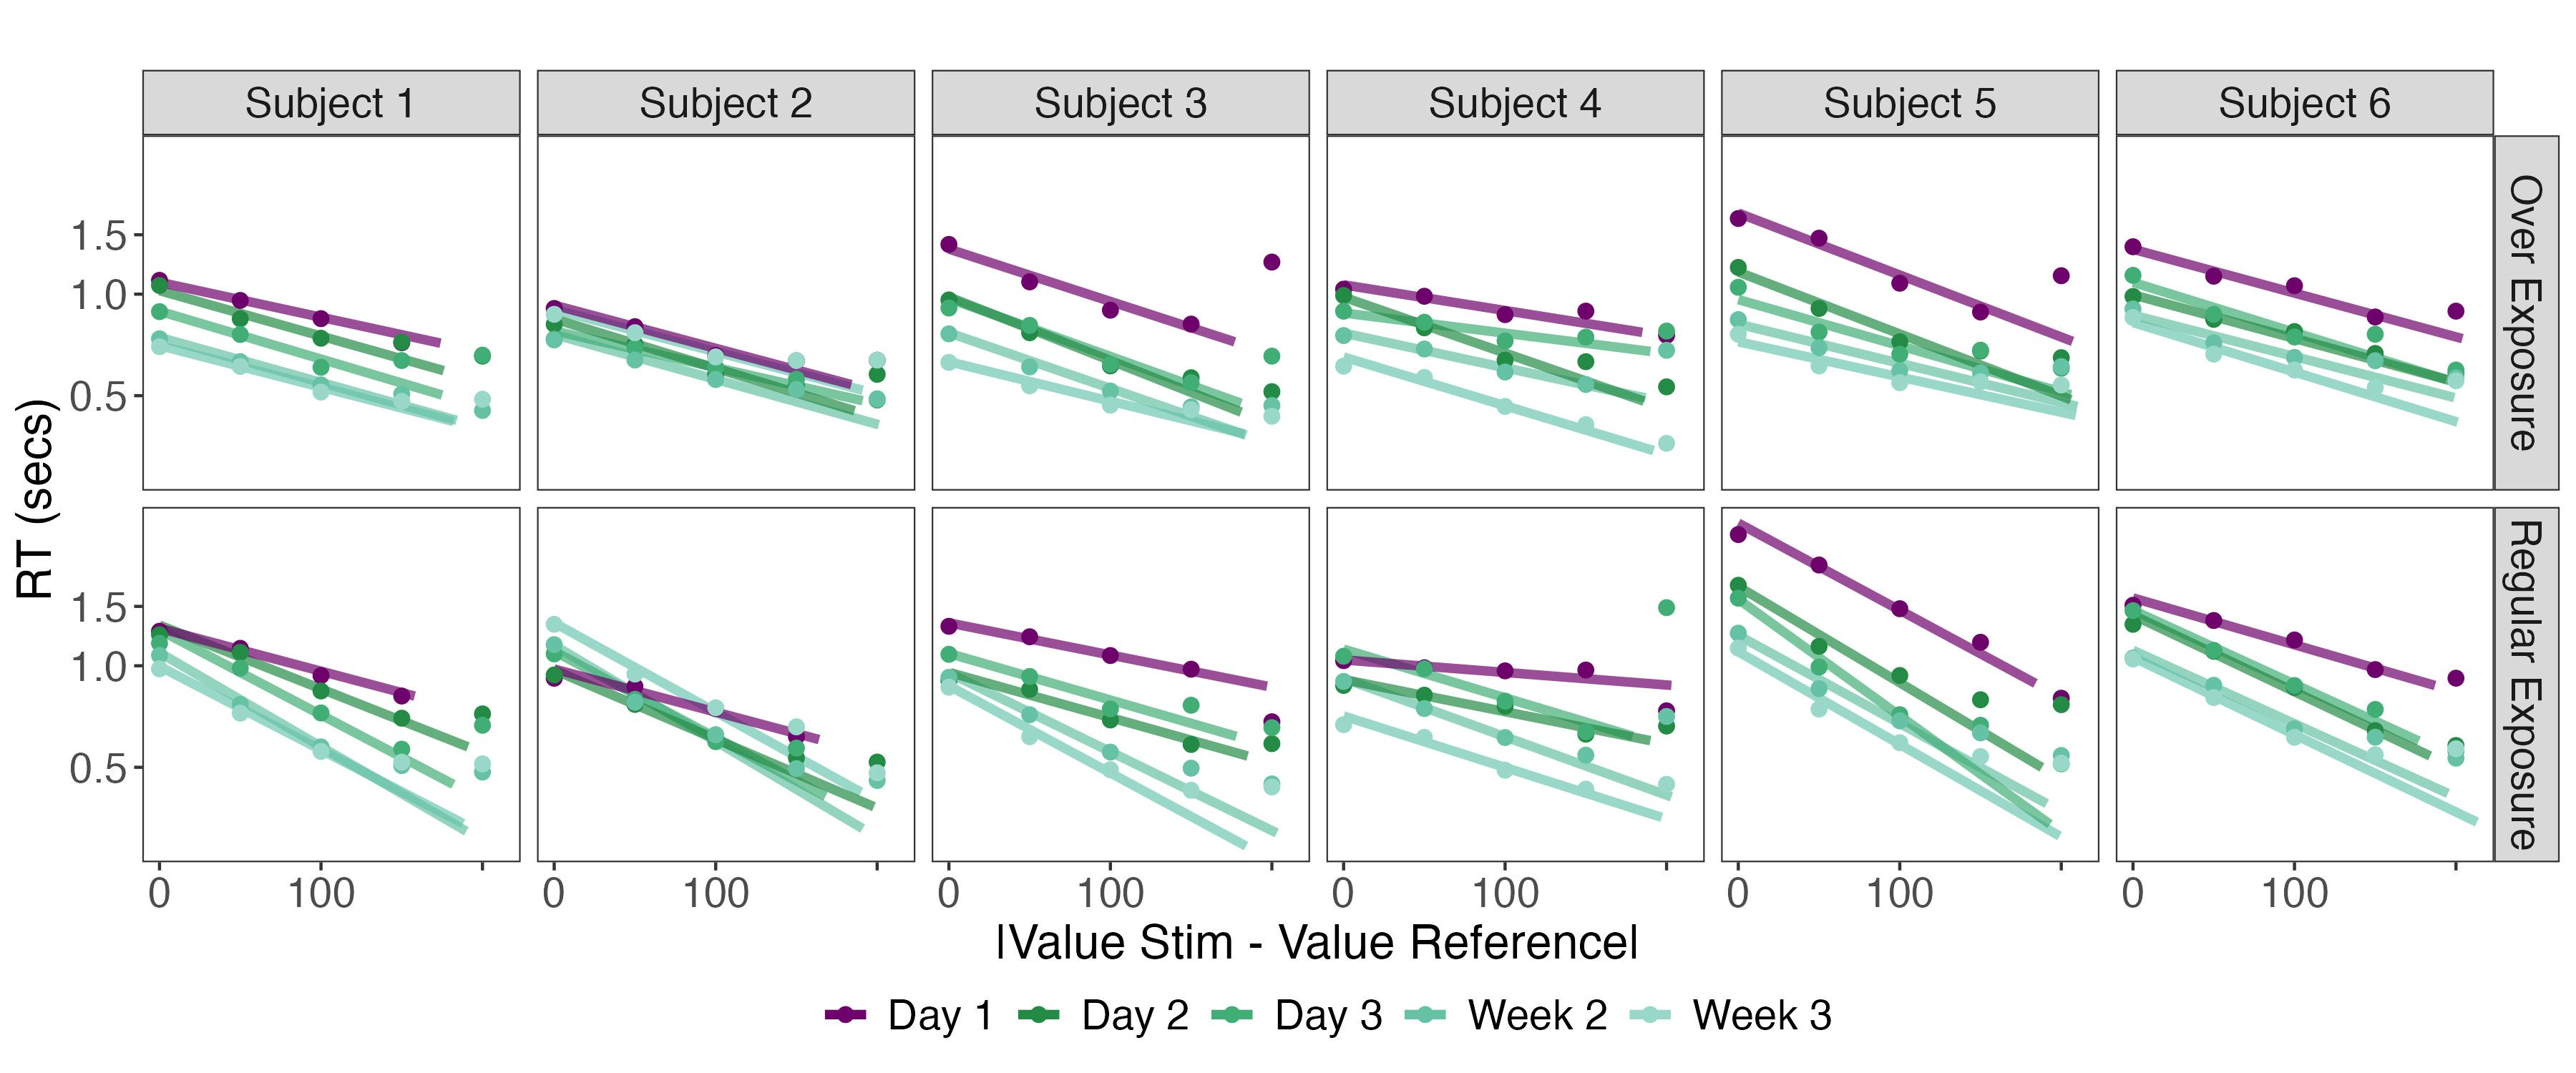 Subject 1 Subject 2 Subject 3 Subject 4 Subject 5 Subject 6
Over Exposure
1.5
1.0
0.5
RT (secs)
Regular Exposure
1.5
1.0
0.5
0 100 0 100 0 100 0 100 0 100 0 100
|Value Stim - Value Reference|
Day 1 Day 2 Day 3 Week 2 Week 3